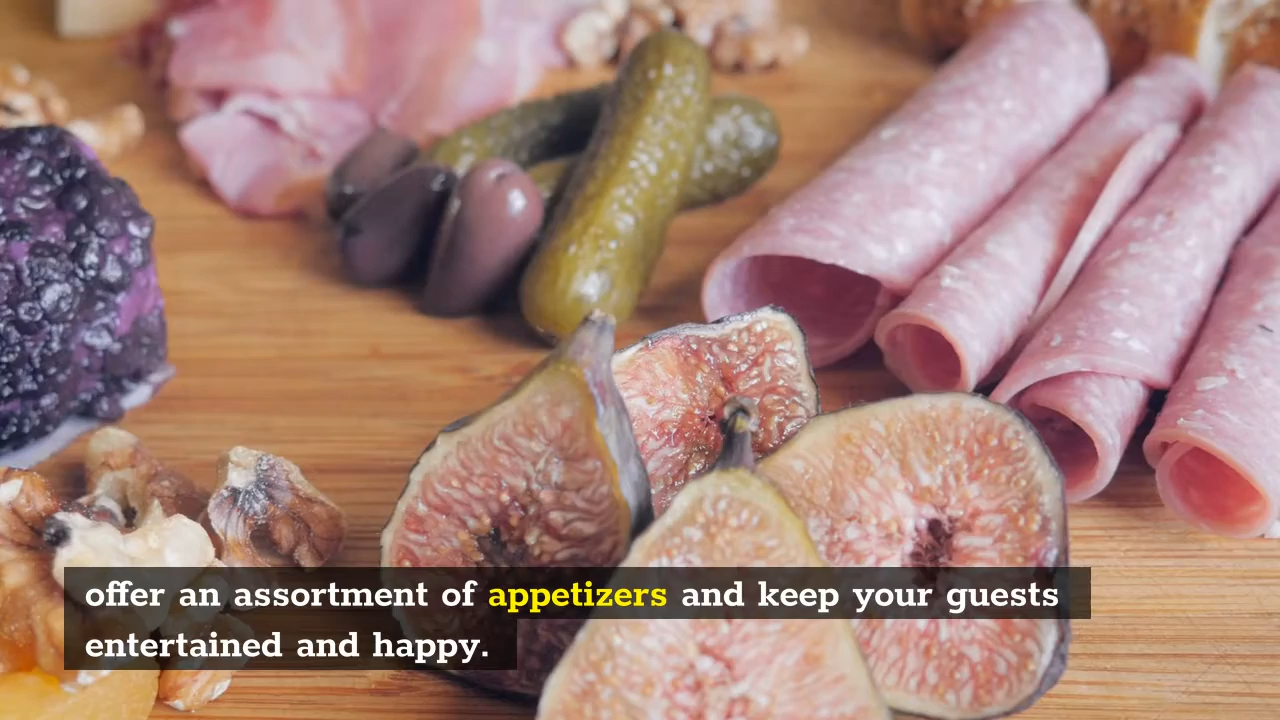 offer an assortment of appetizers and keep your guests
entertained and happy.